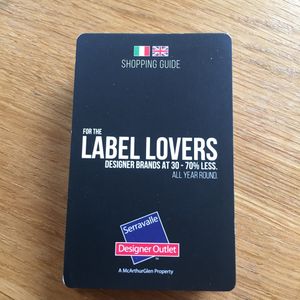 SHOPPING GUIDE
FOR THE
LABEL LOVERS
DESIGNER BRANDS AT 30 - 70% LESS.
ALL YEAR ROUND.
Serravalle
Designer Outlet
A McArthurGlen Property